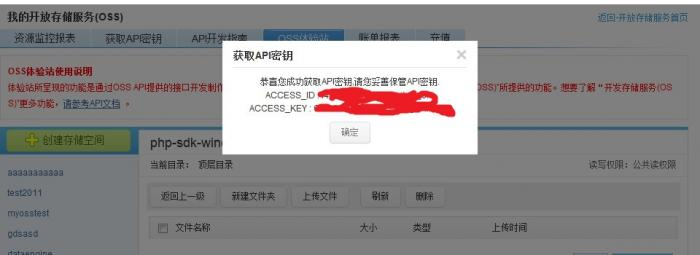 我的开放存储服务(OSS)
返回-开放存储服务首页
资源监控报表 获取API密钥 API开发指南 OSS体验站 账单报表 充值
获取API密钥
恭喜您成功获取API密钥,请您妥善保管API密钥.
ACCESS_ID :
ACCESS_KEY :
确定
OSS体验站使用说明
体验站所呈现的功能是通过OSS API提供的接口开发制作
S)"所提供的功能。想要了解“开发存储服务(OS
S)"更多功能, 请参考API文档 。
创建存储空间
php-sdk-win
当前目录: 顶层目录
读写权限: 公共读权限
aaaaaaaaaaa
test2011
myosstest
gdsasd
dataengine
返回上一级 新建文件夹 上传文件 刷新 删除
文件名称 大小 类型 上传时间